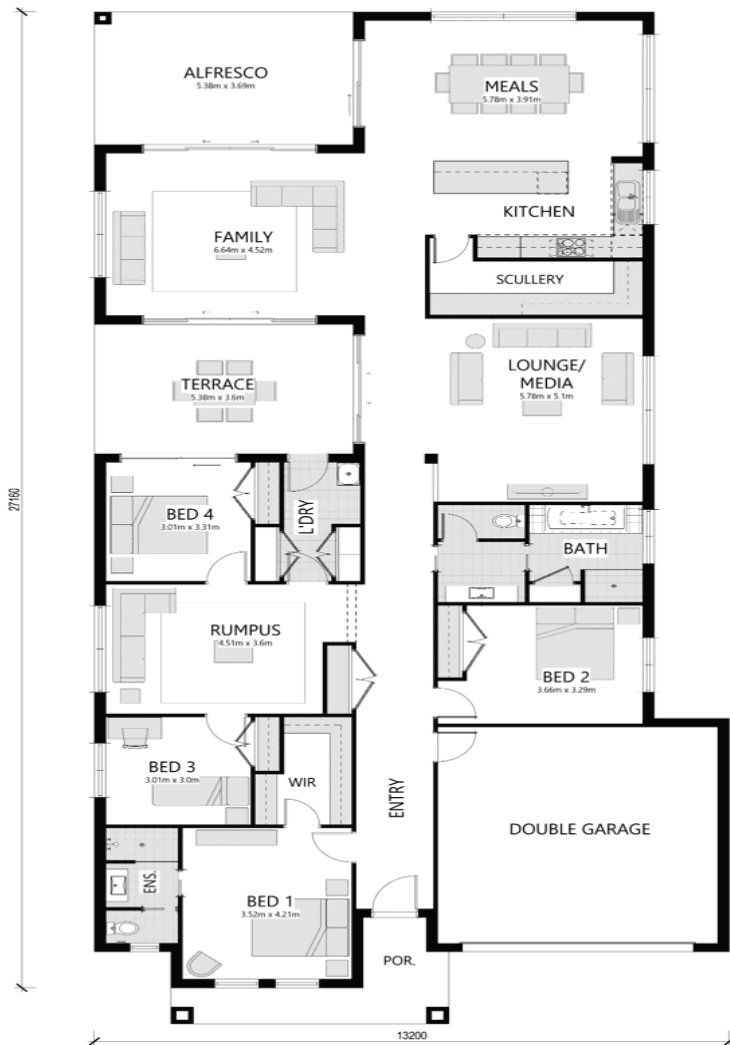 ALFRESCO
5.38m x 3.69m
MEALS
5.78m x 3.91m
KITCHEN
FAMILY
6.64m x 4.52m
SCULLERY
LOUNGE/
MEDIA
5.78m x 5.1m
TERRACE
5.38m x 3.6m
27160
BED 4
3.01m x 3.31m
L'DRY
BATH
RUMPUS
4.51m x 3.6m
BED 2
3.66m x 3.29m
BED 3
3.01m x 3.0m
WIR
ENTRY
DOUBLE GARAGE
ENS.
BED 1
3.52m x 4.21m
POR.
13200